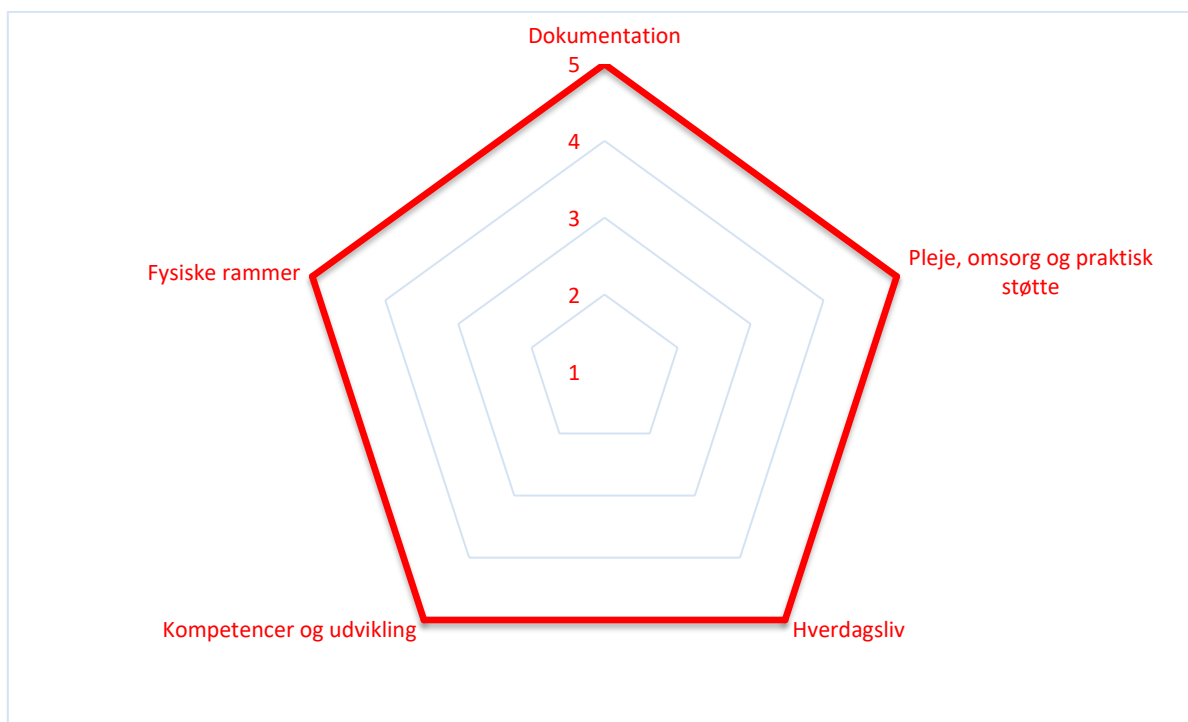 Dokumentation
5
4
3
2
1
Pleje, omsorg og praktisk
støtte
Hverdagsliv
Kompetencer og udvikling
Fysiske rammer